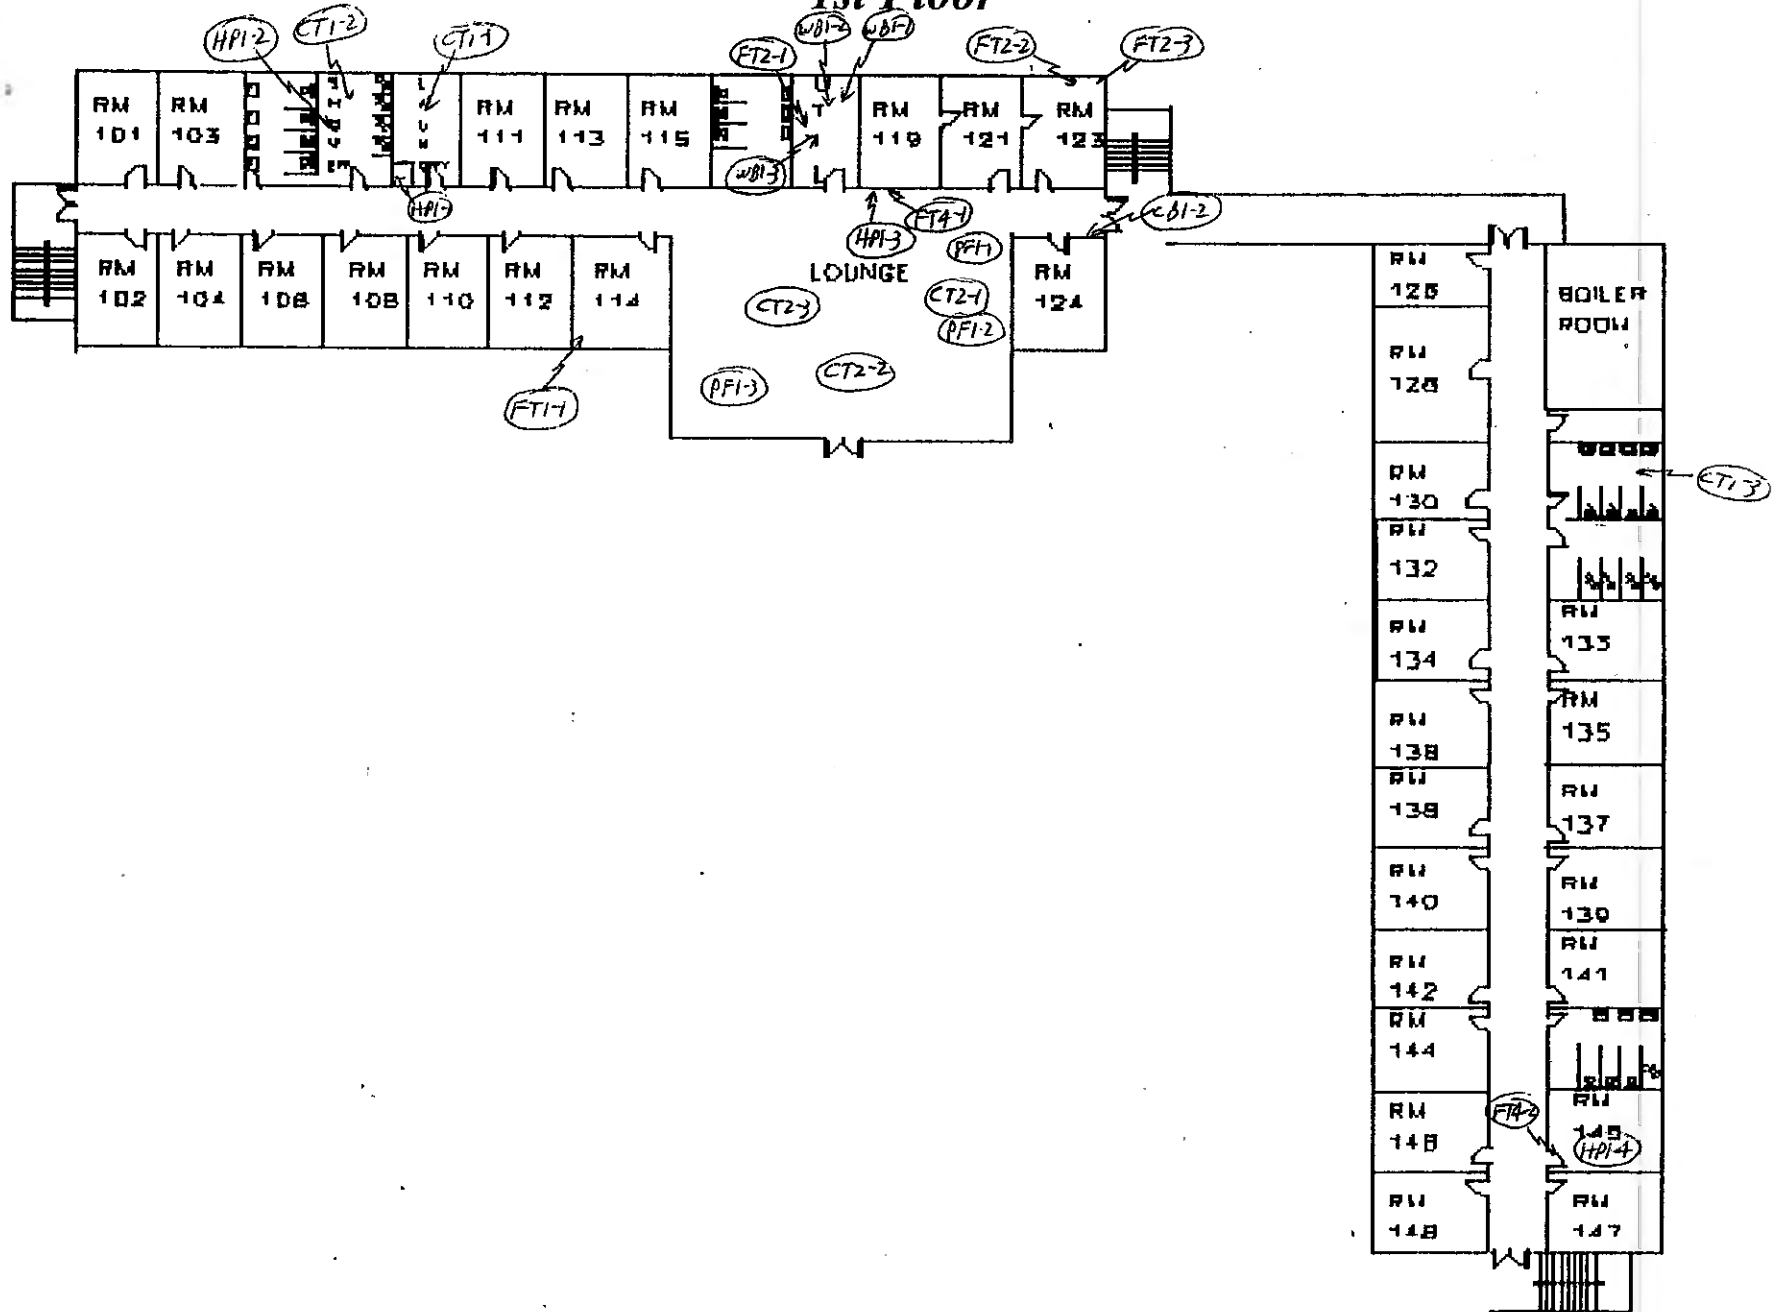 1st Floor
HP1-2
CT1-2
CT1-1
FT2-1
WB1-2
WB1-1
FT2-2
FT2-3
RM
101
RM
103
RM
111
RM
113
RM
115
RM
119
RM
121
RM
123
WB1-3
HP1-1
HP1-3
FT4-1
CB1-2
PF1-1
RM
102
RM
104
RM
106
RM
108
RM
110
RM
112
RM
114
LOUNGE
RM
124
CT2-3
CT2-1
PF1-2
PF1-3
CT2-2
FT1-1
RM
126
BOILER
ROOM
RM
128
RM
130
CT1-3
RM
132
RM
134
RM
133
RM
135
RM
138
RM
137
RM
140
RM
139
RM
142
RM
141
RM
144
RM
146
FT4-2
RM
145
HP1-4
RM
148
RM
147